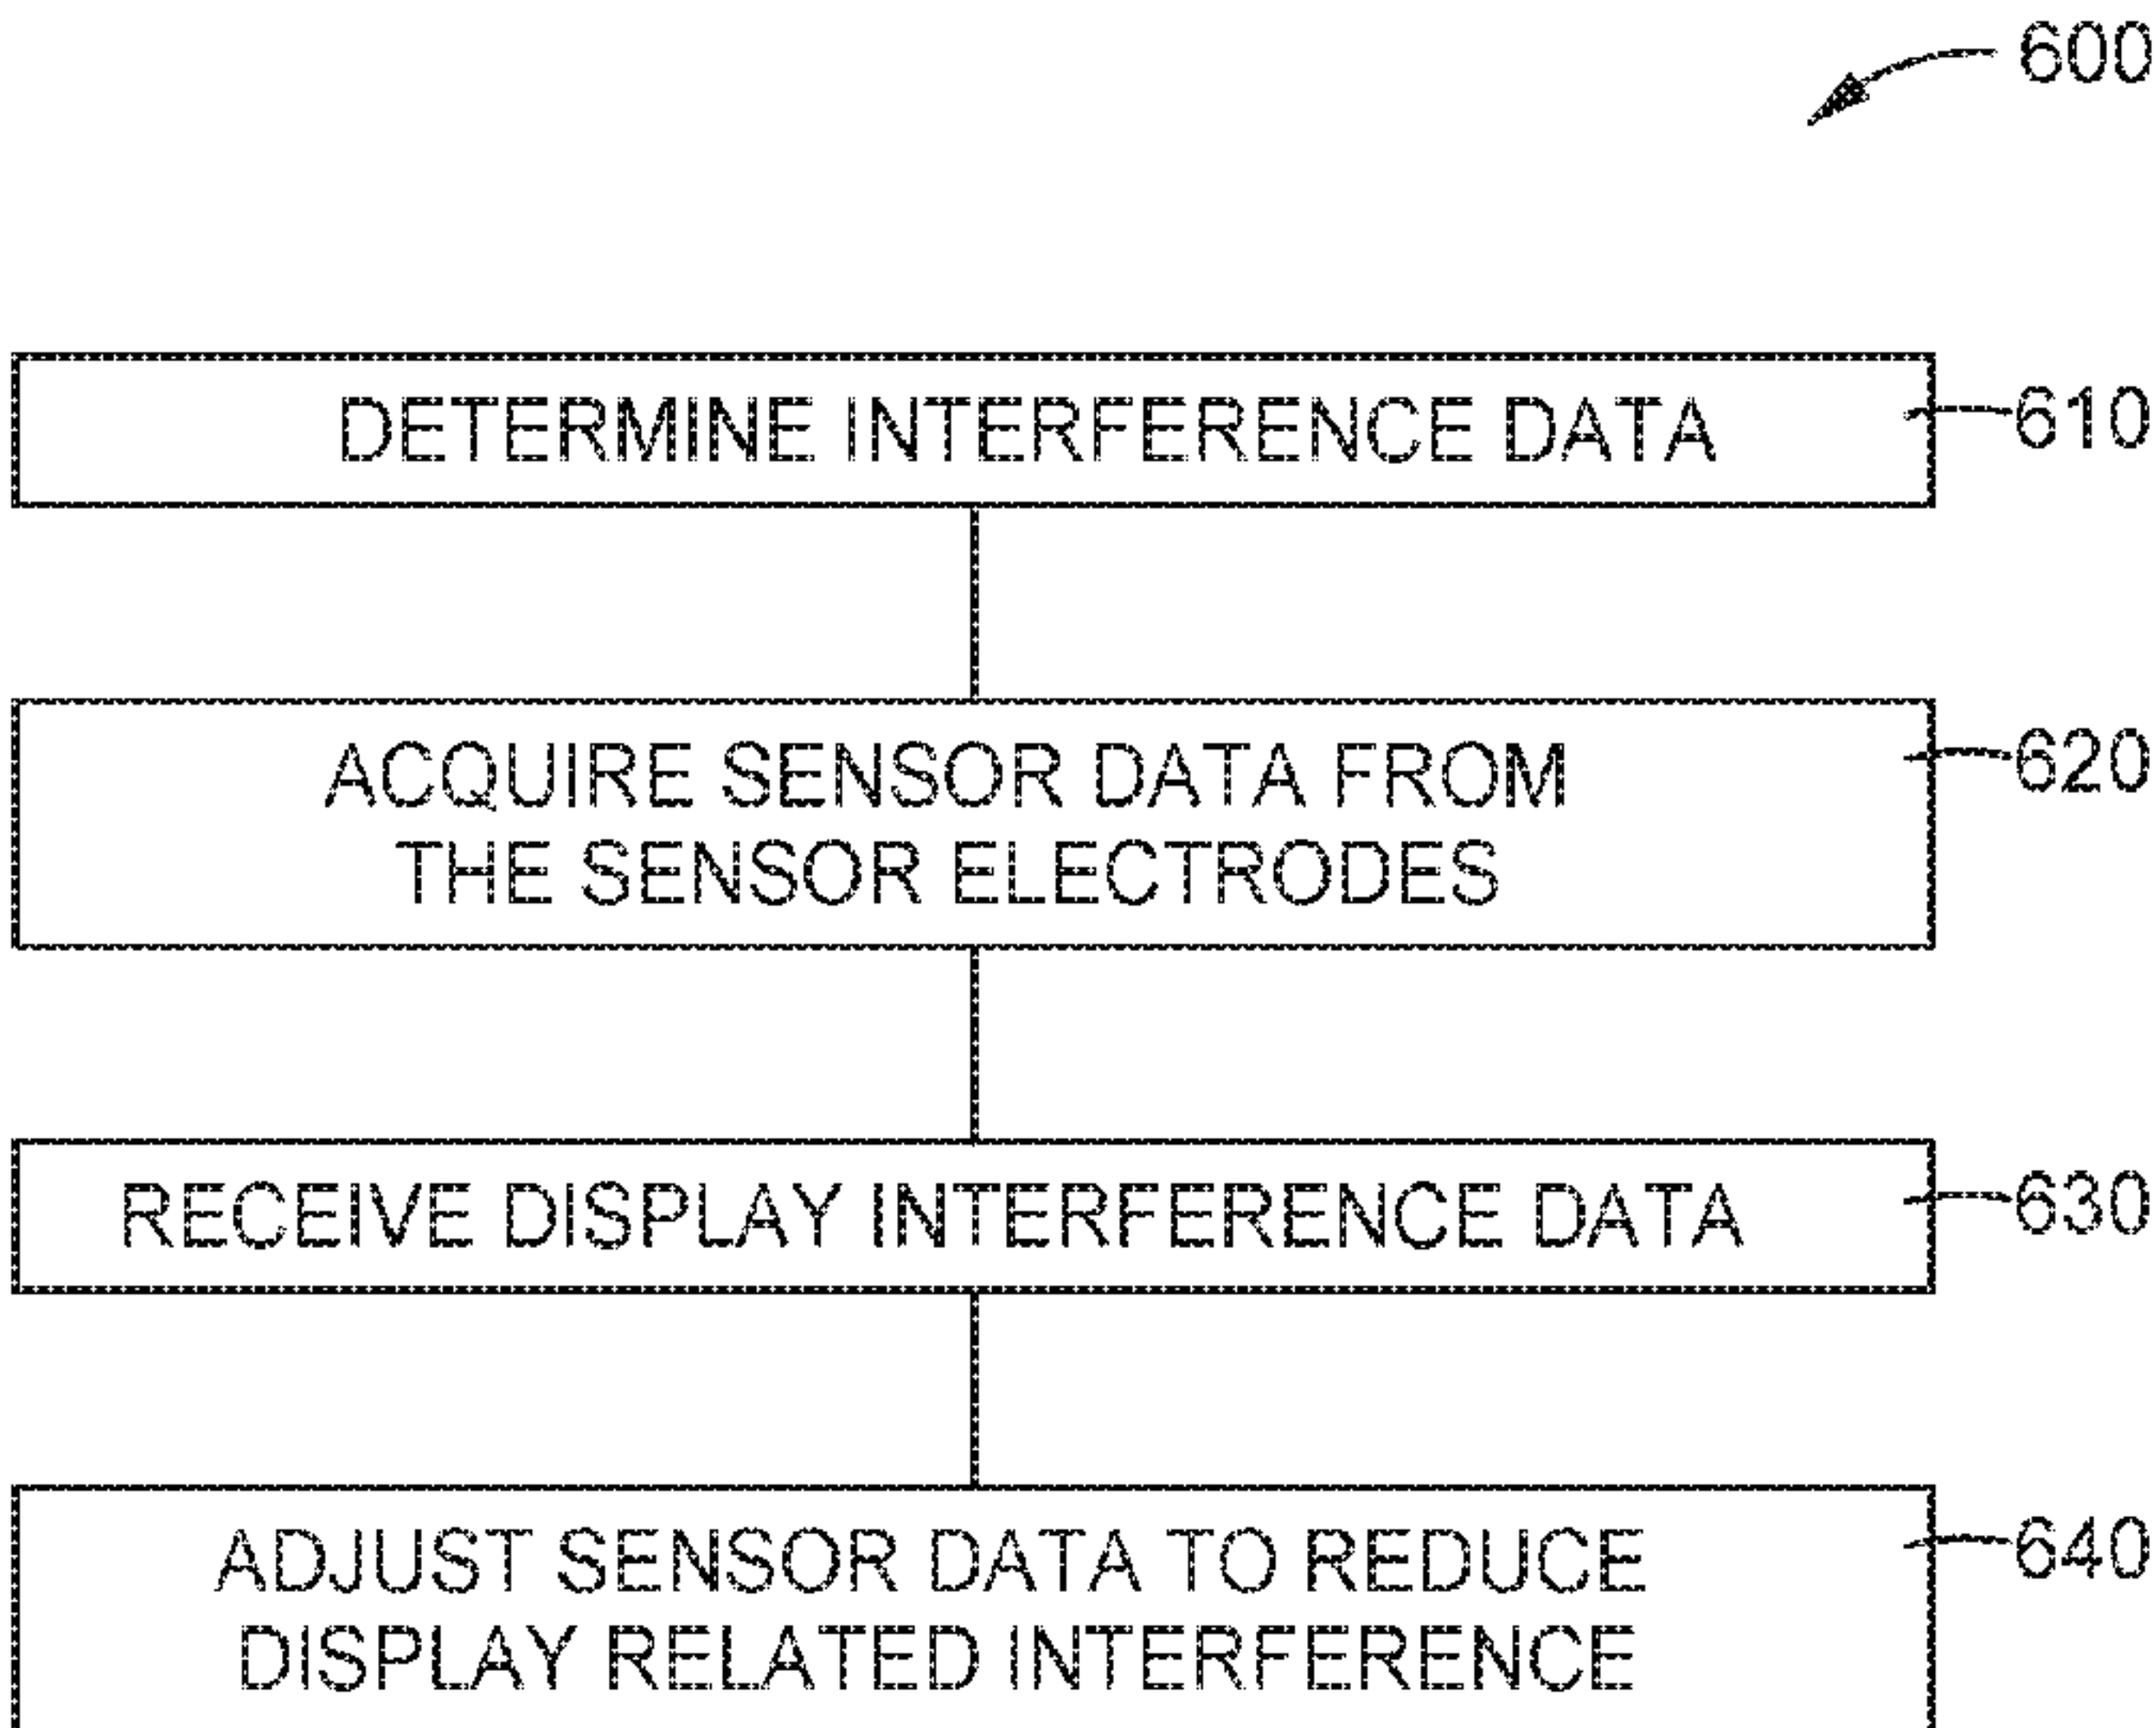 600
DETERMINE INTERFERENCE DATA
610
ACQUIRE SENSOR DATA FROM
THE SENSOR ELECTRODES
620
RECEIVE DISPLAY INTERFERENCE DATA
630
ADJUST SENSOR DATA TO REDUCE
DISPLAY RELATED INTERFERENCE
640